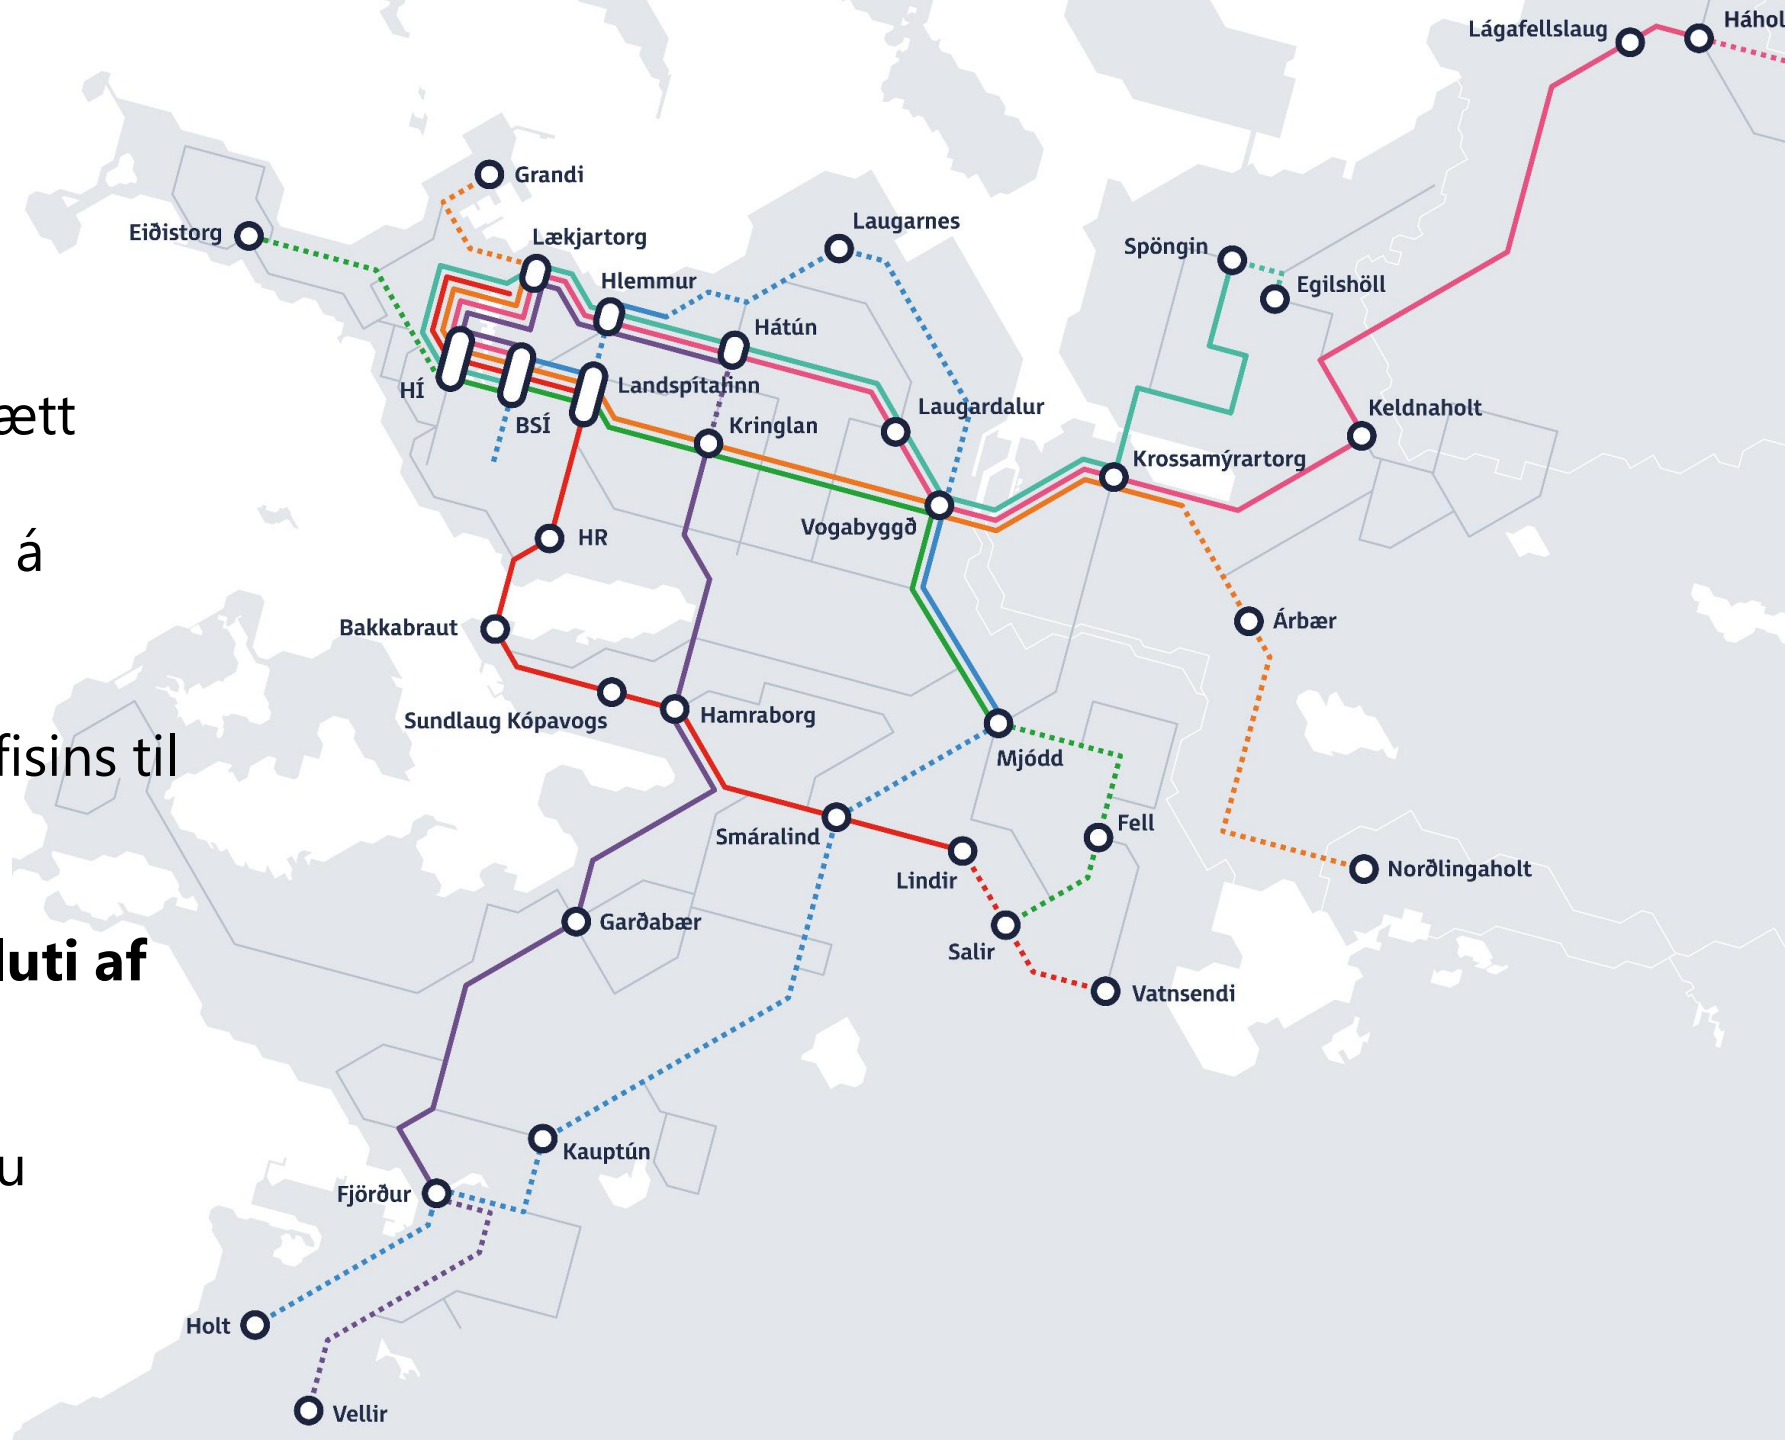 ætt
á
fisins til
luti af
u
Lágafellslaug
Háhol
Grandi
Eiðistorg
Lækjartorg
Laugarnes
Spöngin
Hlemmur
Egilshöll
Hátún
HÍ
Landspítalinn
BSÍ
Kringlan
Laugardalur
Keldnaholt
Krossamýrartorg
Vogabyggð
HR
Bakkabraut
Árbær
Sundlaug Kópavogs
Hamraborg
Mjódd
Smáralind
Fell
Lindir
Norðlingaholt
Garðabær
Salir
Vatnsendi
Kauptún
Fjörður
Holt
Vellir